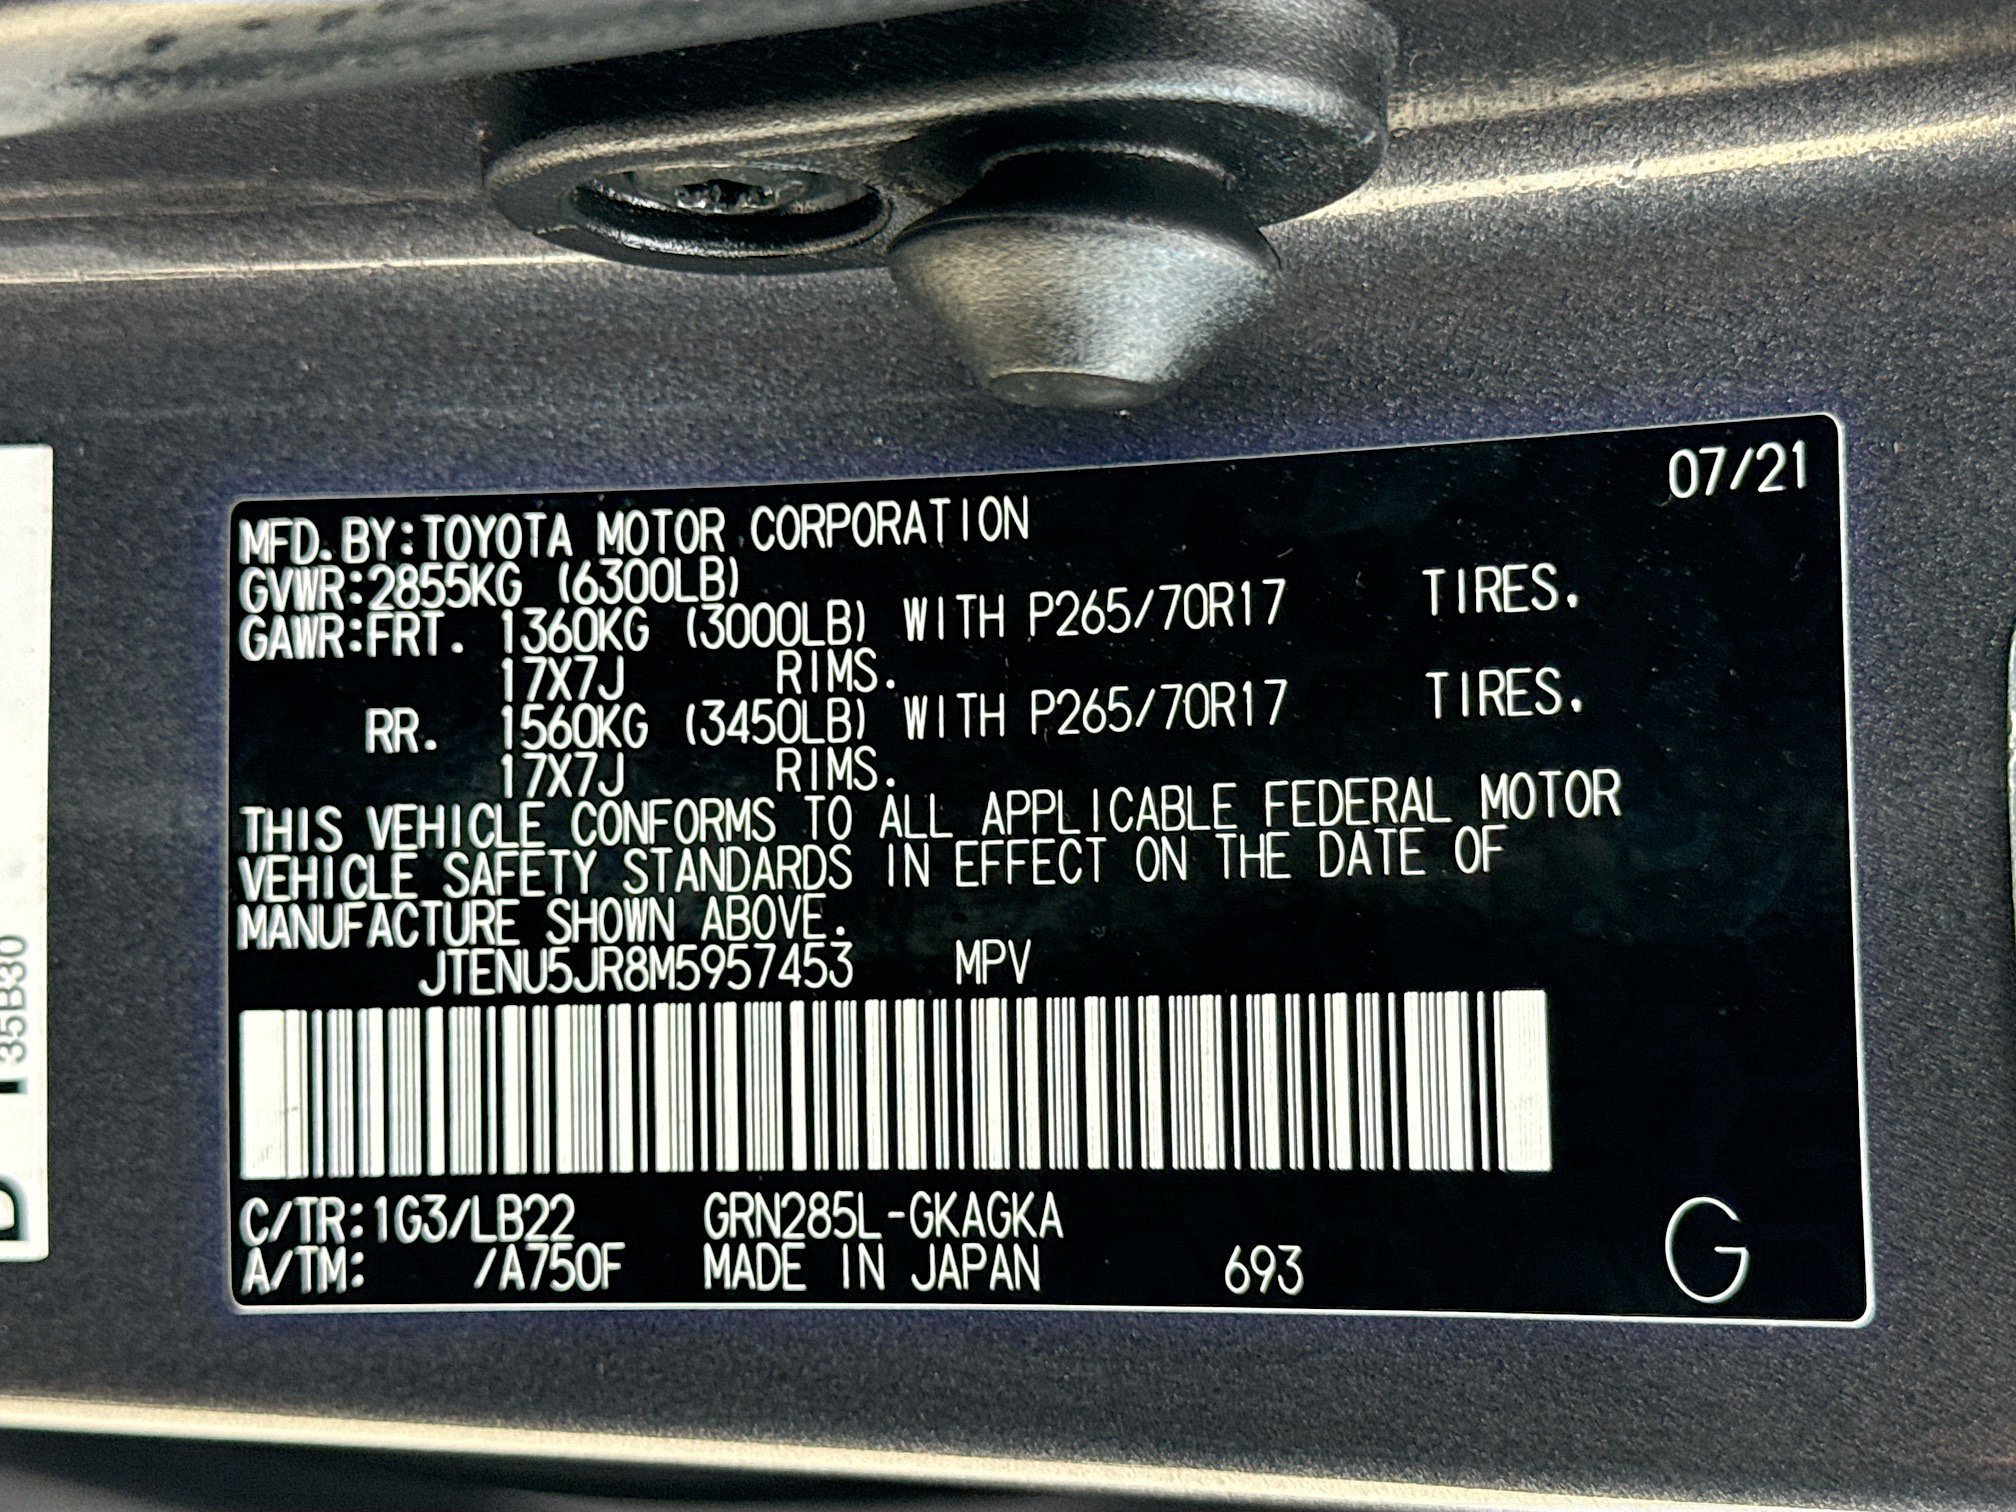 07/21
MFD.BY:TOYOTA MOTOR CORPORATION
GVWR:2855KG (6300LB)
GAWR:FRT. 1360KG (3000LB) WITH P265/70R17 TIRES.
17X7J RIMS.
RR. 1560KG (3450LB) WITH P265/70R17 TIRES.
17X7J RIMS.
THIS VEHICLE CONFORMS TO ALL APPLICABLE FEDERAL MOTOR
VEHICLE SAFETY STANDARDS IN EFFECT ON THE DATE OF
MANUFACTURE SHOWN ABOVE.
JTENU5JR8M5957453 MPV
C/TR:1G3/LB22 GRN285L-GKAGKA
A/TM: /A750F MADE IN JAPAN 693 G
35B30